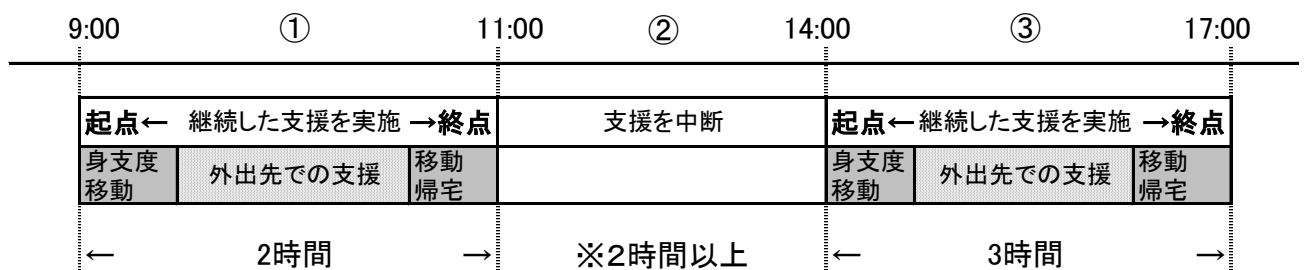 9:00 ① 11:00 ② 14:00 ③ 17:00
起点← 継続した支援を実施 →終点 支援を中断 起点← 継続した支援を実施 →終点
身支度 移動 外出先での支援 移動 帰宅 身支度 移動 外出先での支援 移動 帰宅
← 2時間 → ※2時間以上 ← 3時間 →